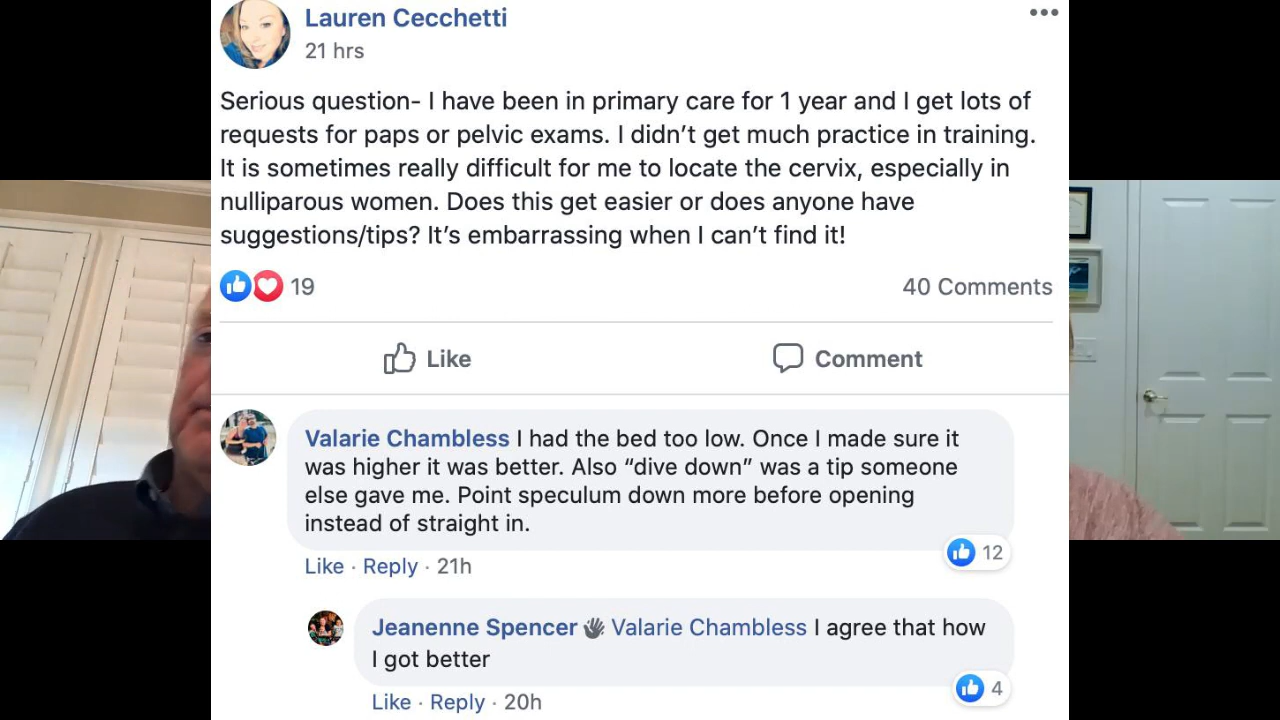 Lauren Cecchetti
21 hrs
Serious question- I have been in primary care for 1 year and I get lots of
requests for paps or pelvic exams. I didn’t get much practice in training.
It is sometimes really difficult for me to locate the cervix, especially in
nulliparous women. Does this get easier or does anyone have
suggestions/tips? It’s embarrassing when I can’t find it!
19
40 Comments
Like
Comment
Valarie Chambless I had the bed too low. Once I made sure it
was higher it was better. Also “dive down” was a tip someone
else gave me. Point speculum down more before opening
instead of straight in.
12
Like · Reply · 21h
Jeanenne Spencer Valarie Chambless I agree that how
I got better
4
Like · Reply · 20h